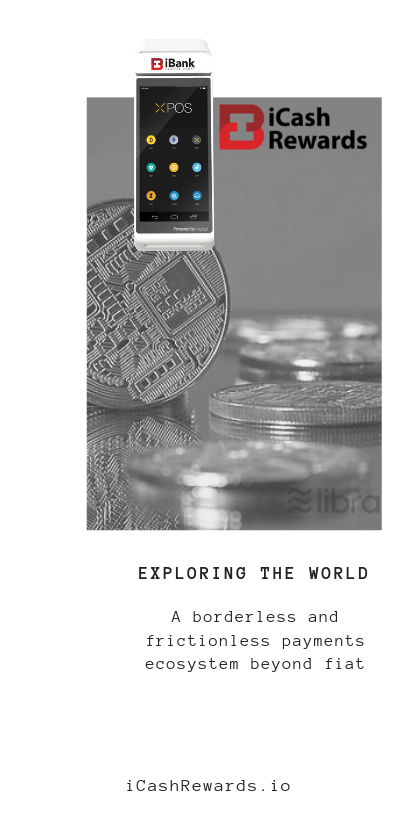 iBank
XPOS
iCash
Rewards
libra
EXPLORING THE WORLD
A borderless and
frictionless payments
ecosystem beyond fiat
iCashRewards.io